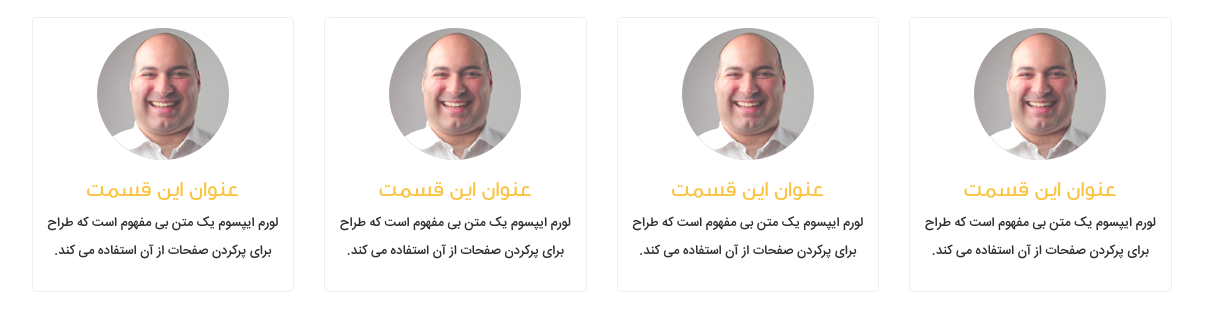 عنوان این قسمت
لورم ایپسوم یک متن بی مفهوم است که طراح
برای پرکردن صفحات از آن استفاده می کند.
عنوان این قسمت
لورم ایپسوم یک متن بی مفهوم است که طراح
برای پرکردن صفحات از آن استفاده می کند.
عنوان این قسمت
لورم ایپسوم یک متن بی مفهوم است که طراح
برای پرکردن صفحات از آن استفاده می کند.
عنوان این قسمت
لورم ایپسوم یک متن بی مفهوم است که طراح
برای پرکردن صفحات از آن استفاده می کند.